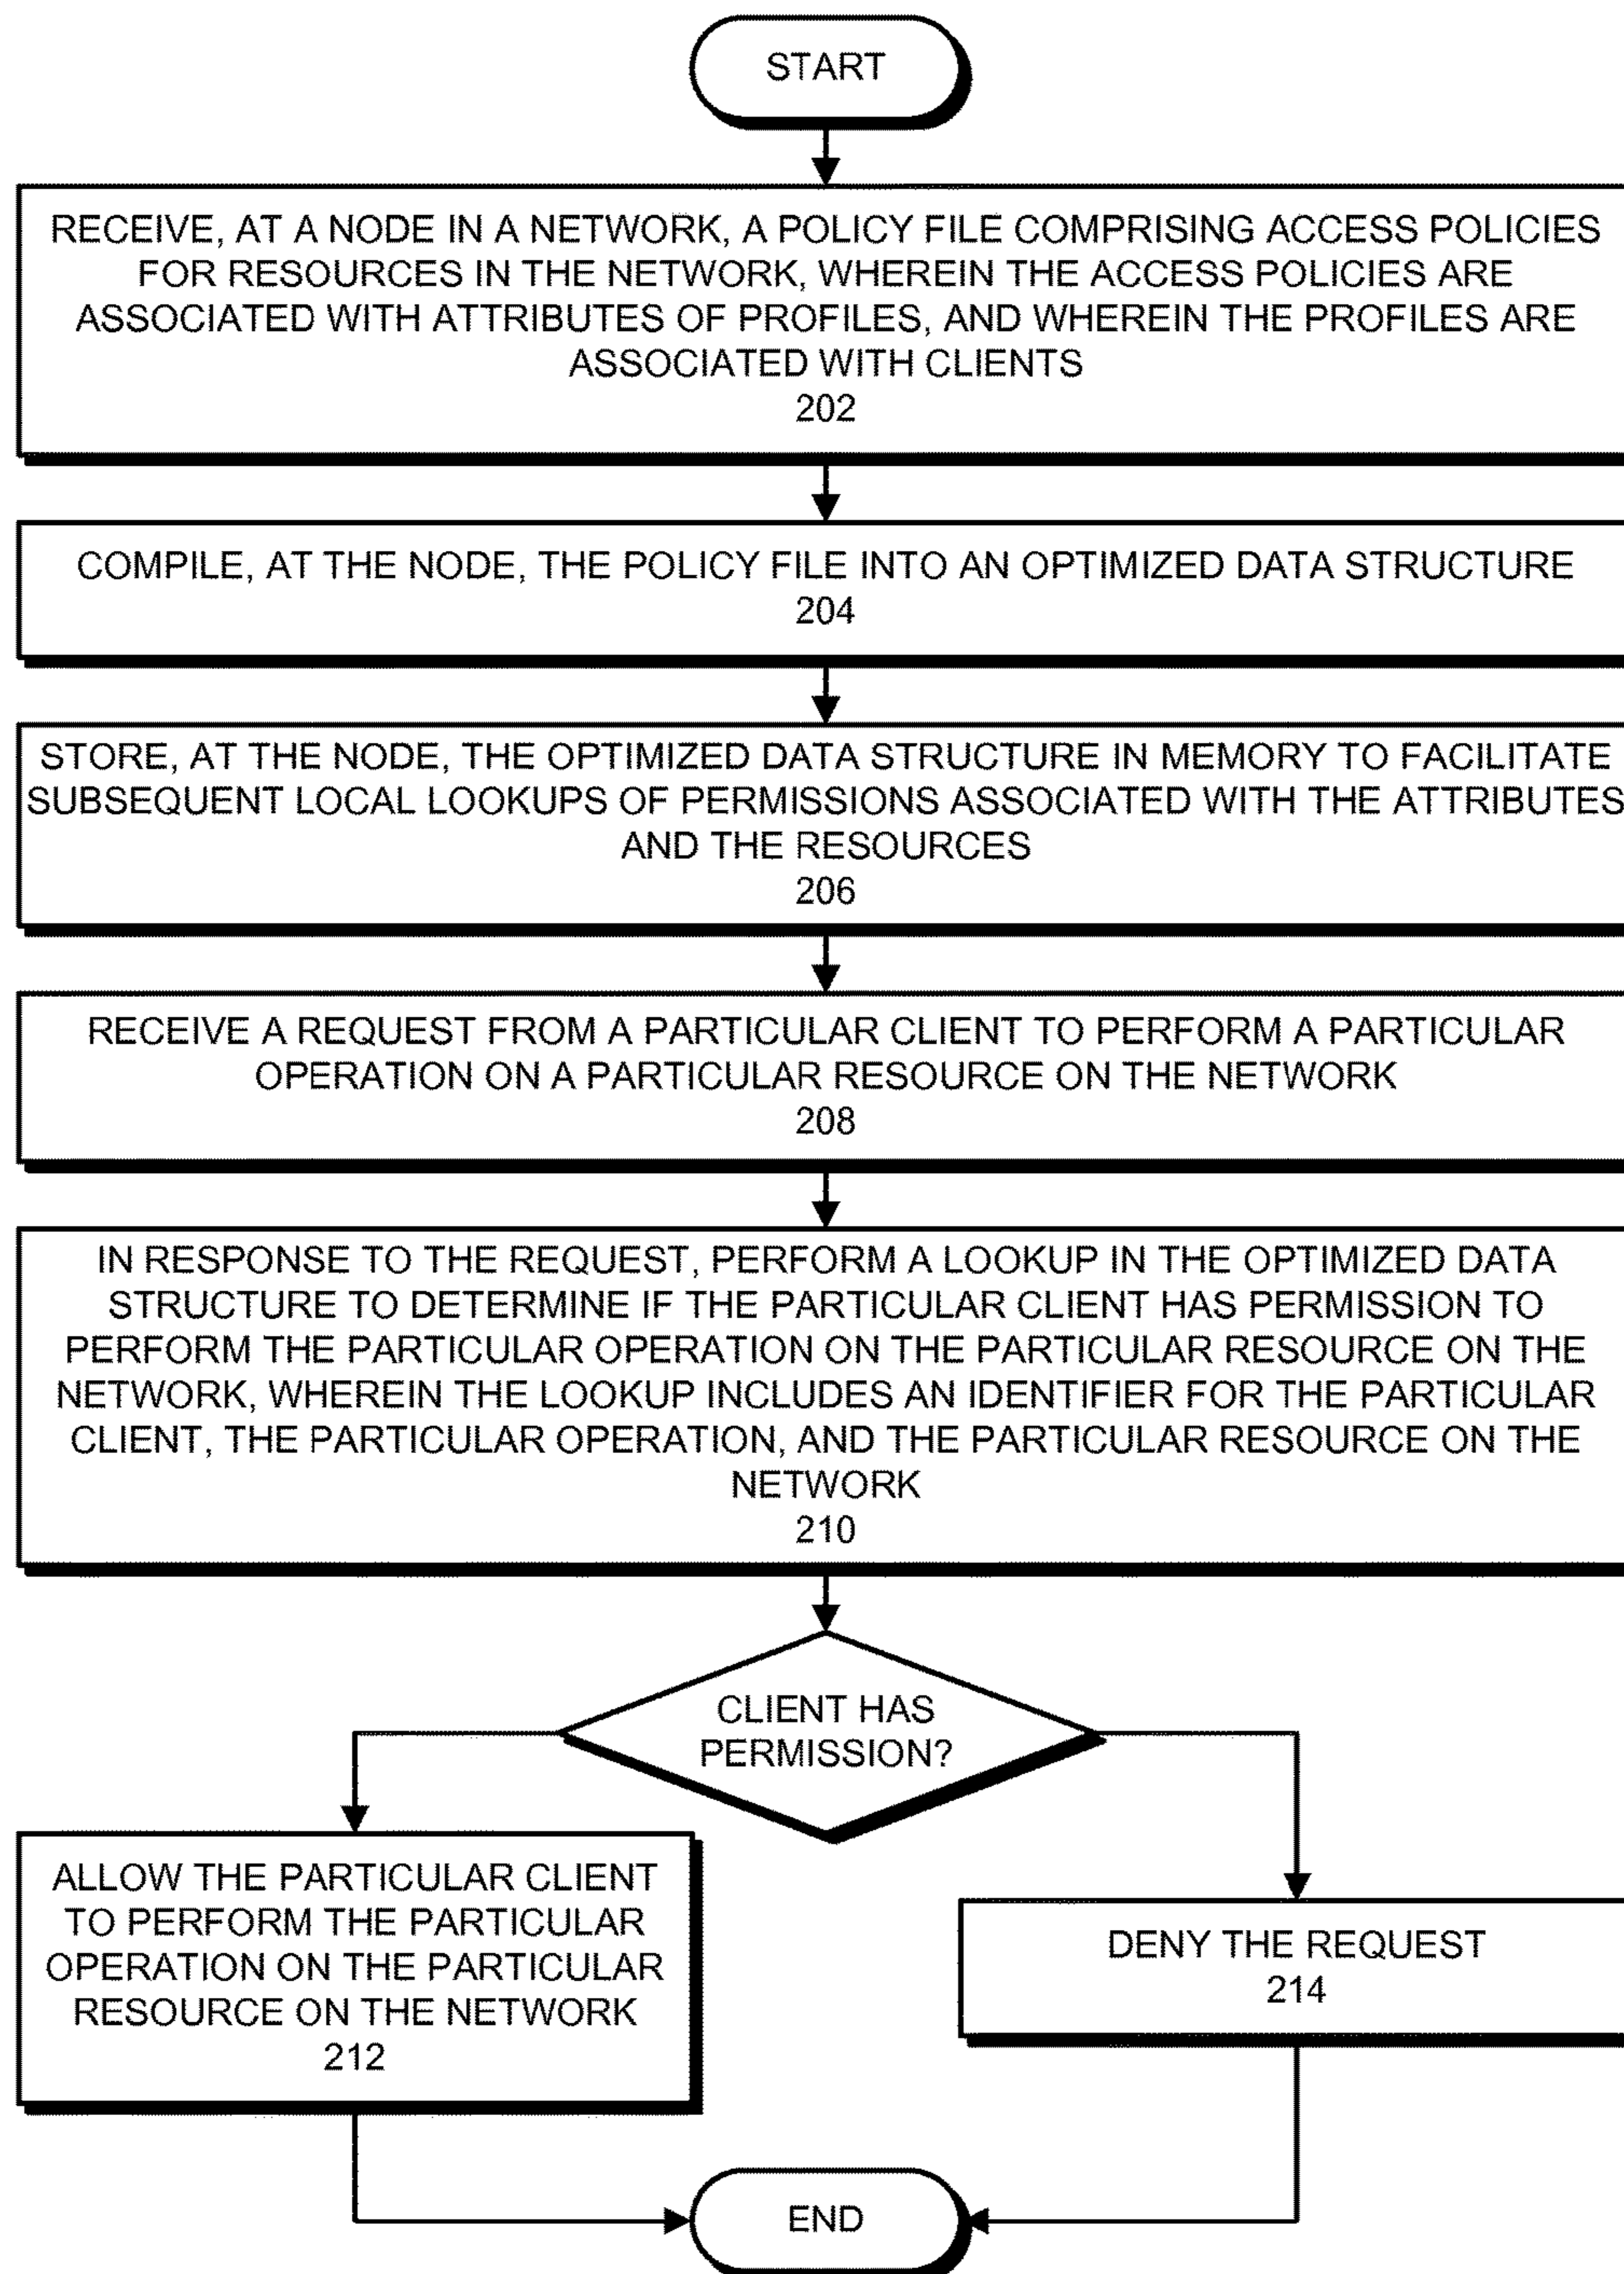 START
RECEIVE, AT A NODE IN A NETWORK, A POLICY FILE COMPRISING ACCESS POLICIES
FOR RESOURCES IN THE NETWORK, WHEREIN THE ACCESS POLICIES ARE
ASSOCIATED WITH ATTRIBUTES OF PROFILES, AND WHEREIN THE PROFILES ARE
ASSOCIATED WITH CLIENTS
202
COMPILE, AT THE NODE, THE POLICY FILE INTO AN OPTIMIZED DATA STRUCTURE
204
STORE, AT THE NODE, THE OPTIMIZED DATA STRUCTURE IN MEMORY TO FACILITATE
SUBSEQUENT LOCAL LOOKUPS OF PERMISSIONS ASSOCIATED WITH THE ATTRIBUTES
AND THE RESOURCES
206
RECEIVE A REQUEST FROM A PARTICULAR CLIENT TO PERFORM A PARTICULAR
OPERATION ON A PARTICULAR RESOURCE ON THE NETWORK
208
IN RESPONSE TO THE REQUEST, PERFORM A LOOKUP IN THE OPTIMIZED DATA
STRUCTURE TO DETERMINE IF THE PARTICULAR CLIENT HAS PERMISSION TO
PERFORM THE PARTICULAR OPERATION ON THE PARTICULAR RESOURCE ON THE
NETWORK, WHEREIN THE LOOKUP INCLUDES AN IDENTIFIER FOR THE PARTICULAR
CLIENT, THE PARTICULAR OPERATION, AND THE PARTICULAR RESOURCE ON THE
NETWORK
210
CLIENT HAS
PERMISSION?
ALLOW THE PARTICULAR CLIENT
TO PERFORM THE PARTICULAR
OPERATION ON THE PARTICULAR
RESOURCE ON THE NETWORK
212
DENY THE REQUEST
214
END